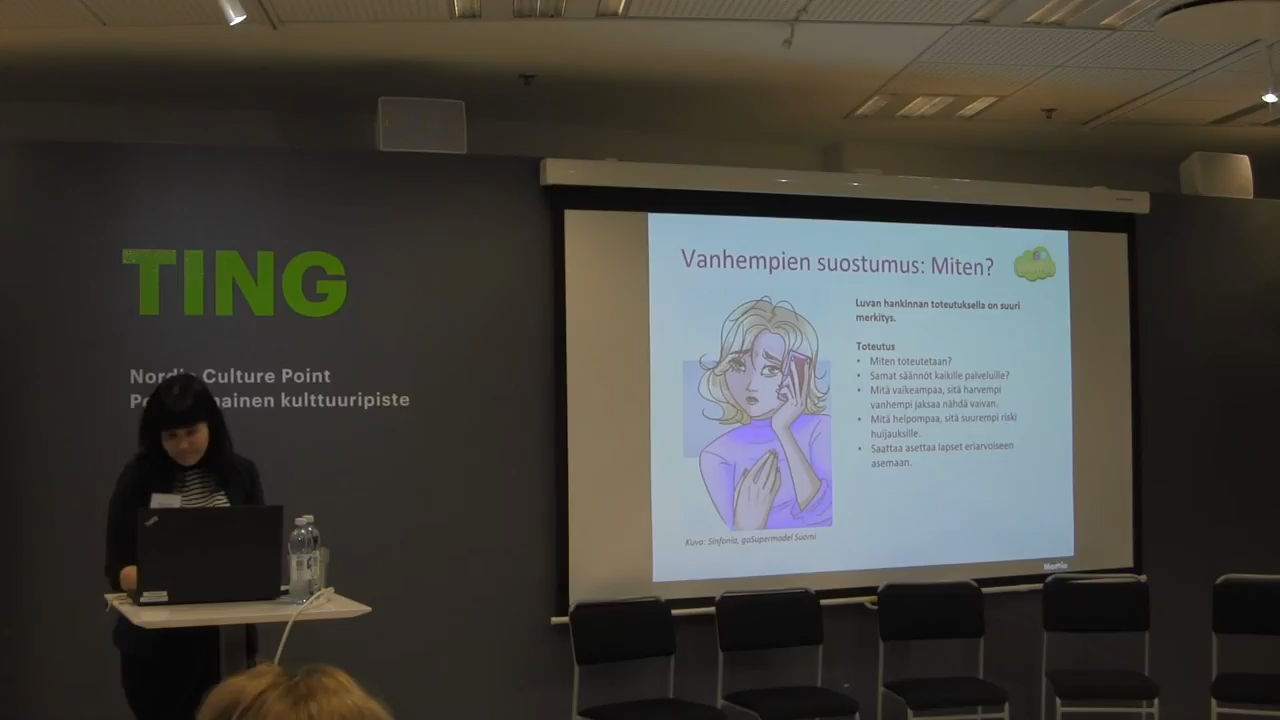 TING
Nordic Culture Point
kulttuuripiste
Vanhempien suostumus: Miten?
Luvan hankinnan toteutuksella on suuri
merkitys.
Toteutus
• Miten toteutetaan?
• Samat säännöt kaikille palveluille?
• Mitä vaikeampaa, sitä harvempi
vanhempi jaksaa nähdä vaivan.
• Mitä helpompaa, sitä suurempi riski
huijauksille.
• Saattaa asettaa lapset eriarvoiseen
asemaan.
Kuva: Sinfonia, goSupermodel Suomi